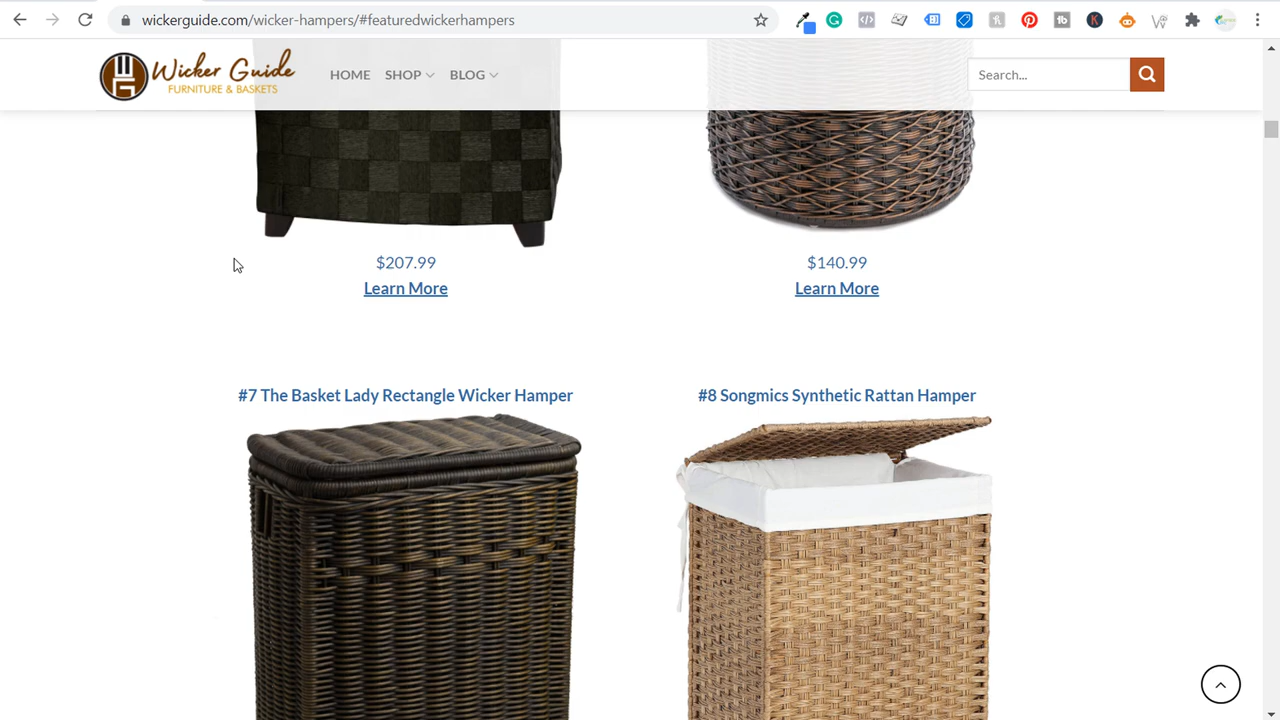 wickerguide.com/wicker-hampers/#featuredwickerhampers
Wicker Guide
FURNITURE & BASKETS
HOME SHOP BLOG
Search...
$207.99 $140.99
Learn More Learn More
#7 The Basket Lady Rectangle Wicker Hamper #8 Songmics Synthetic Rattan Hamper